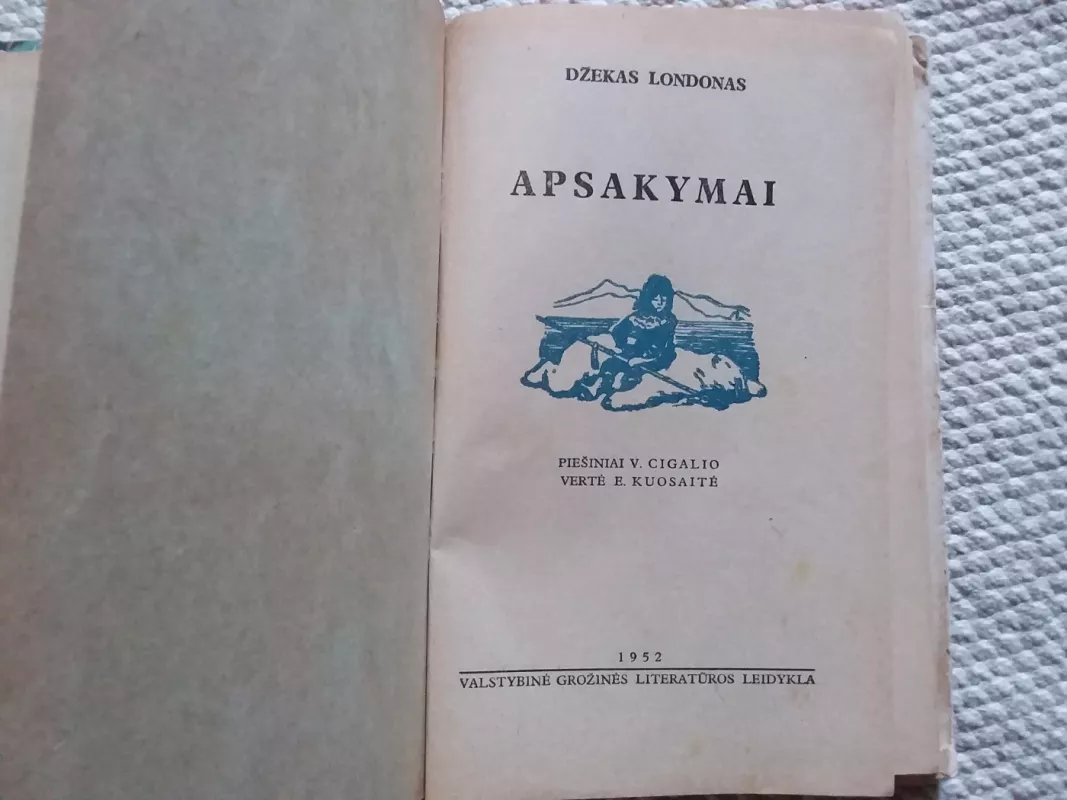 DŽEKAS LONDONAS
APSAKYMAI
PIEŠINIAI V. CIGALIO
VERTĖ E. KUOSAITĖ
1952
VALSTYBINĖ GROŽINĖS LITERATŪROS LEIDYKLA